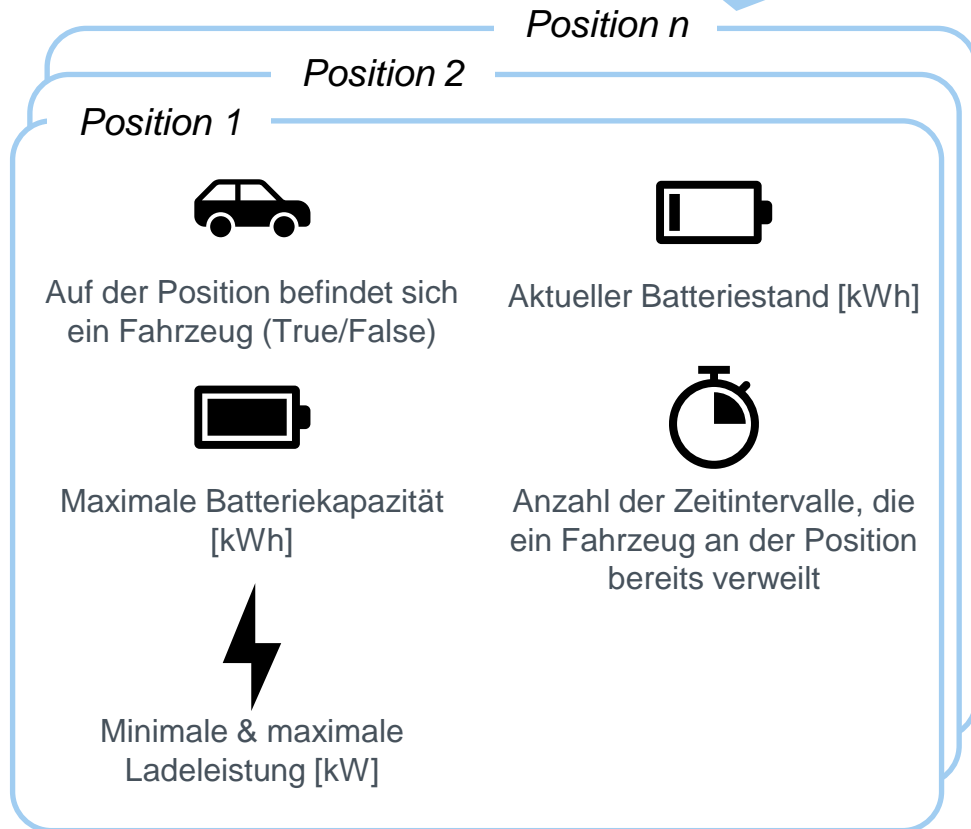 Position n
Position 2
Position 1
Auf der Position befindet sich
ein Fahrzeug (True/False)
Aktueller Batteriestand [kWh]
Maximale Batteriekapazität
[kWh]
Anzahl der Zeitintervalle, die
ein Fahrzeug an der Position
bereits verweilt
Minimale & maximale
Ladeleistung [kW]